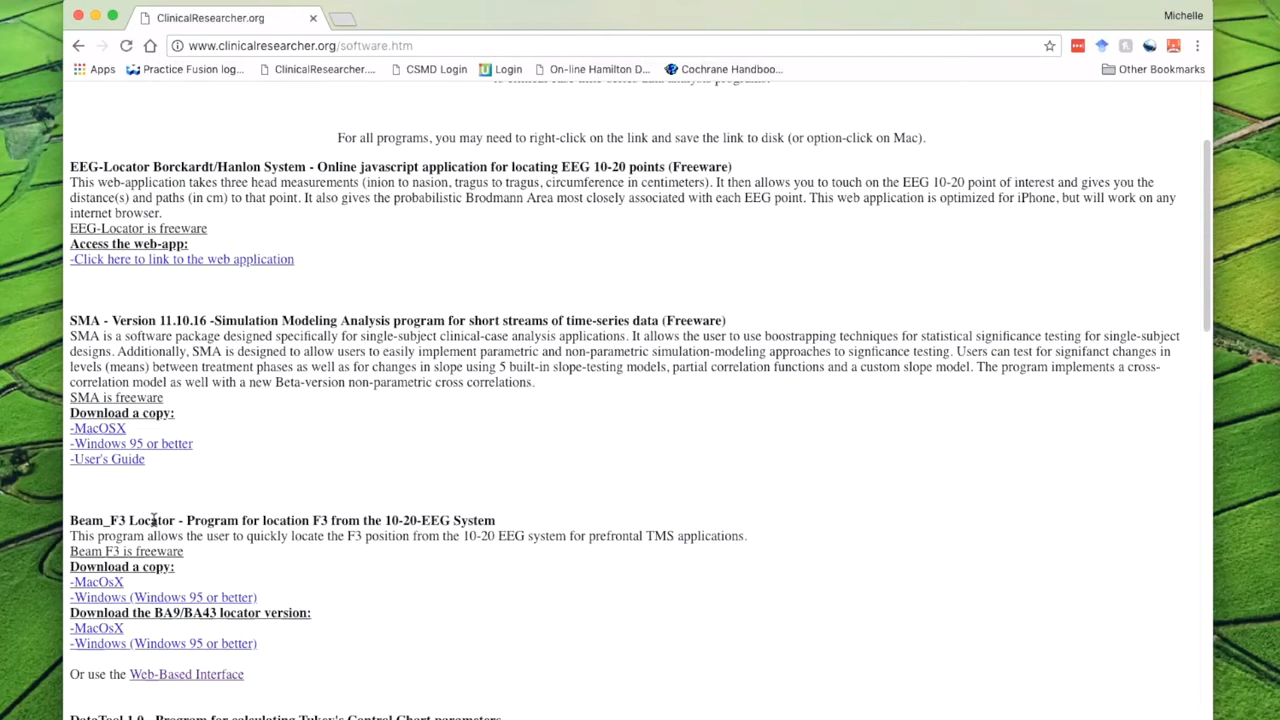 ClinicalResearcher.org
Michelle
www.clinicalresearcher.org/software.htm
Apps Practice Fusion log... ClinicalResearcher.... CSMD Login Login On-line Hamilton D... Cochrane Handboo... Other Bookmarks
For all programs, you may need to right-click on the link and save the link to disk (or option-click on Mac).
EEG-Locator Borckardt/Hanlon System - Online javascript application for locating EEG 10-20 points (Freeware)
This web-application takes three head measurements (inion to nasion, tragus to tragus, circumference in centimeters). It then allows you to touch on the EEG 10-20 point of interest and gives you the
distance(s) and paths (in cm) to that point. It also gives the probabilistic Brodmann Area most closely associated with each EEG point. This web application is optimized for iPhone, but will work on any
internet browser.
EEG-Locator is freeware
Access the web-app:
-Click here to link to the web application
SMA - Version 11.10.16 -Simulation Modeling Analysis program for short streams of time-series data (Freeware)
SMA is a software package designed specifically for single-subject clinical-case analysis applications. It allows the user to use boostrapping techniques for statistical significance testing for single-subject
designs. Additionally, SMA is designed to allow users to easily implement parametric and non-parametric simulation-modeling approaches to signficance testing. Users can test for signifanct changes in
levels (means) between treatment phases as well as for changes in slope using 5 built-in slope-testing models, partial correlation functions and a custom slope model. The program implements a cross-
correlation model as well with a new Beta-version non-parametric cross correlations.
SMA is freeware
Download a copy:
-MacOSX
-Windows 95 or better
-User's Guide
Beam_F3 Locator - Program for location F3 from the 10-20-EEG System
This program allows the user to quickly locate the F3 position from the 10-20 EEG system for prefrontal TMS applications.
Beam F3 is freeware
Download a copy:
-MacOsX
-Windows (Windows 95 or better)
Download the BA9/BA43 locator version:
-MacOsX
-Windows (Windows 95 or better)
Or use the Web-Based Interface
DataTool 1.0 - Program for calculating Tukey's Control Chart parameters